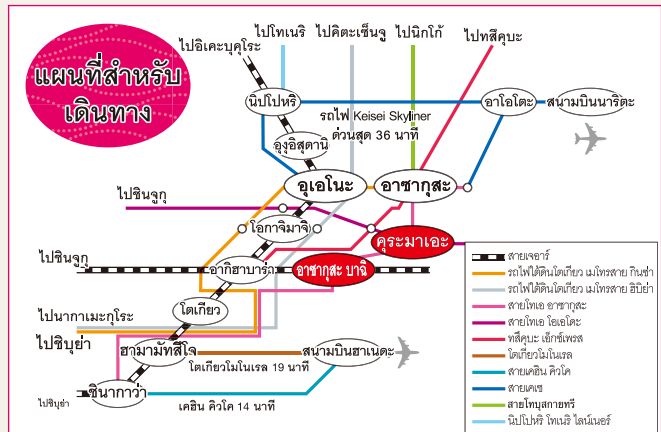 แผนที่สำหรับ
เดินทาง
ไปอิเคะบุคุโระ
ไปโทเนริ
ไปคิตะเซ็นจู
ไปนิกโก้
ไปทสึคุบะ
นิปโปหริ
รถไฟ Keisei Skyliner
ด่วนสุด 36 นาที
อาโอโตะ
สนามบินนาริตะ
อุงุอิสุดานิ
อุเอโนะ
อาซากุสะ
ไปชินจูกุ
โอกาจิมาจิ
คุระมาเอะ
ไปชินจูกุ
อากิฮาบาร่า
อาซากุสะ บาฉิ
โตเกียว
ไปนากาเมะกุโระ
ไปชิบุย่า
ฮามามัทสึโจ
สนามบินฮาเนดะ
โตเกียวโมโนเรล 19 นาที
ชินากาว่า
ไปชิบุย่า
เคฮิน คิวโค 14 นาที
สายเจอาร์
รถไฟใต้ดินโตเกียว เมโทรสาย กินซ่า
รถไฟใต้ดินโตเกียว เมโทรสาย ฮิบิย่า
สายโทเอ อาซากุสะ
สายโทเอ โอเอโดะ
ทสึคุบะ เอ็กซ์เพรส
โตเกียวโมโนเรล
สายเคฮิน คิวโค
สายเคเซ
สายโทบุสกายทรี
นิปโปหริ โทเนริ ไลน์เนอร์